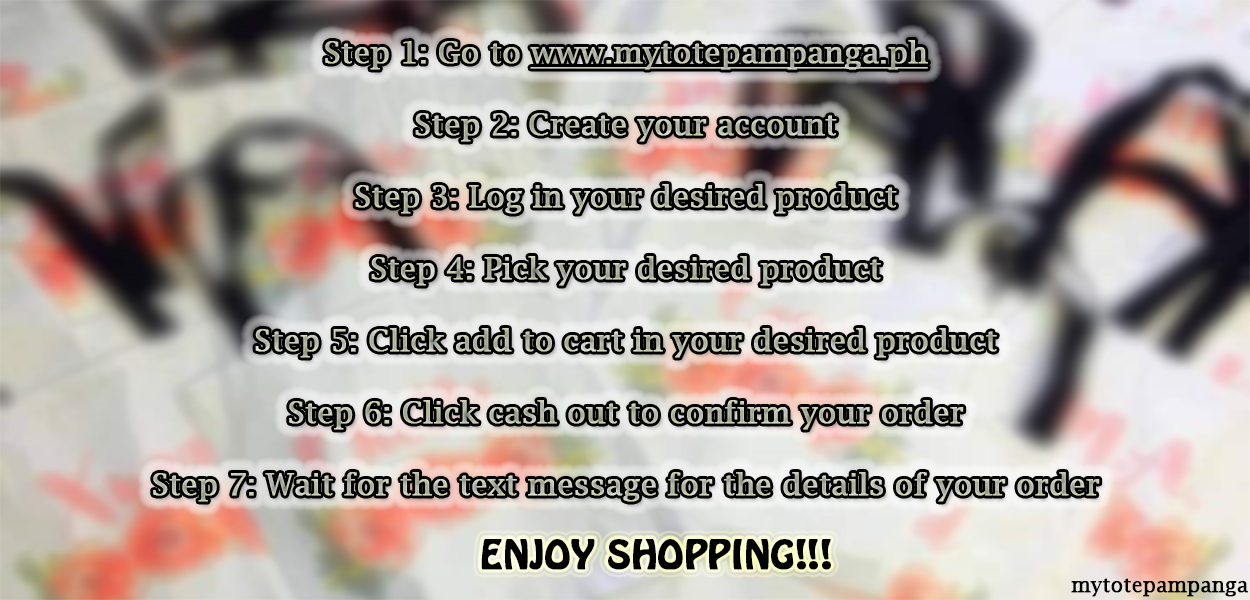 Step 1: Go to www.mytotepampanga.ph
Step 2: Create your account
Step 3: Log in your desired product
Step 4: Pick your desired product
Step 5: Click add to cart in your desired product
Step 6: Click cash out to confirm your order
Step 7: Wait for the text message for the details of your order
ENJOY SHOPPING!!!
mytotepampanga